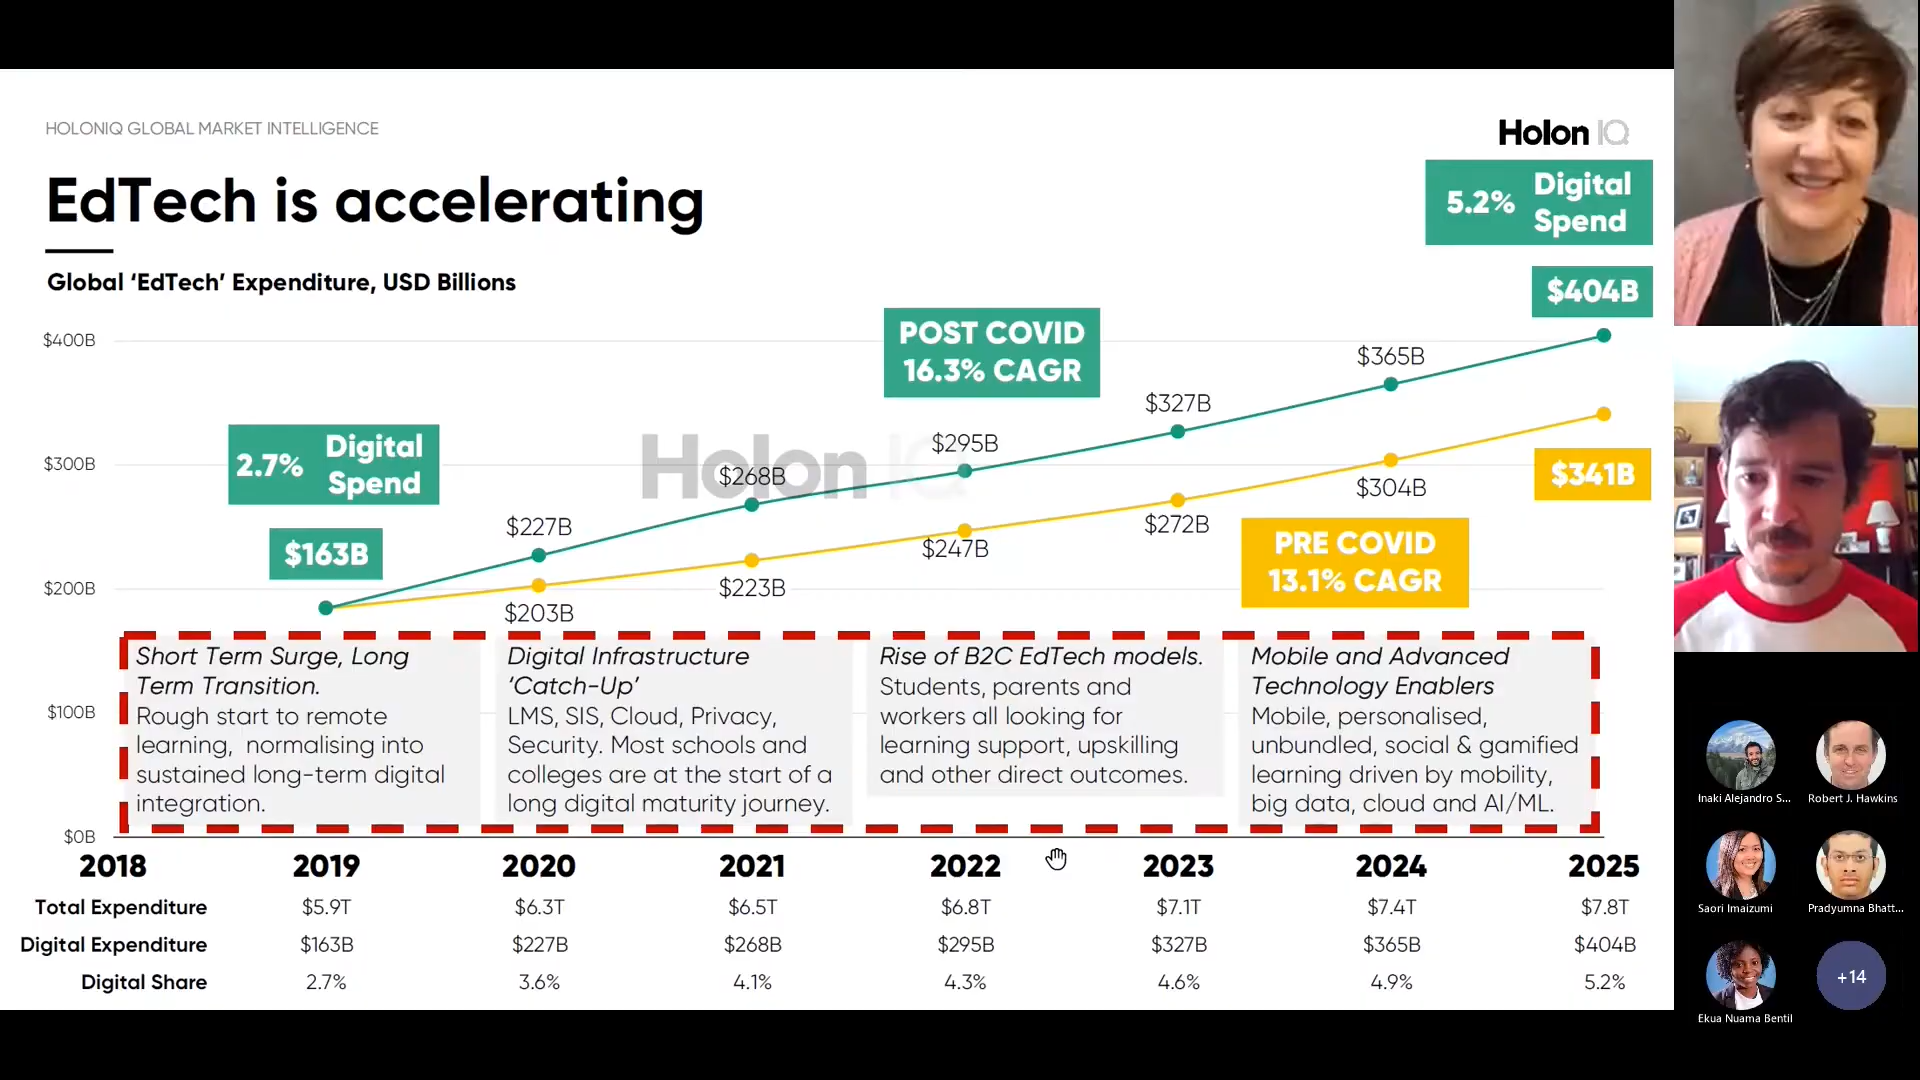 HOLONIQ GLOBAL MARKET INTELLIGENCE
Holon IQ
EdTech is accelerating
5.2% Digital Spend
Global ‘EdTech’ Expenditure, USD Billions
$404B
$400B
POST COVID
16.3% CAGR
$365B
$327B
2.7% Digital Spend
$295B
Holon IQ
$300B
$268B
$341B
$304B
$227B
$272B
$163B
$247B
PRE COVID
13.1% CAGR
$200B
$223B
$203B
Short Term Surge, Long
Term Transition.
Rough start to remote
learning, normalising into
sustained long-term digital
integration.
Digital Infrastructure
‘Catch-Up’
LMS, SIS, Cloud, Privacy,
Security. Most schools and
colleges are at the start of a
long digital maturity journey.
Rise of B2C EdTech models.
Students, parents and
workers all looking for
learning support, upskilling
and other direct outcomes.
Mobile and Advanced
Technology Enablers
Mobile, personalised,
unbundled, social & gamified
learning driven by mobility,
big data, cloud and AI/ML.
$100B
$0B
2018 2019 2020 2021 2022 2023 2024 2025
Total Expenditure $5.9T $6.3T $6.5T $6.8T $7.1T $7.4T $7.8T
Digital Expenditure $163B $227B $268B $295B $327B $365B $404B
Digital Share 2.7% 3.6% 4.1% 4.3% 4.6% 4.9% 5.2%
Inaki Alejandro S... Robert J. Hawkins
Saori Imaizumi Pradyumna Bhatt...
+14
Ekua Nuama Bentil